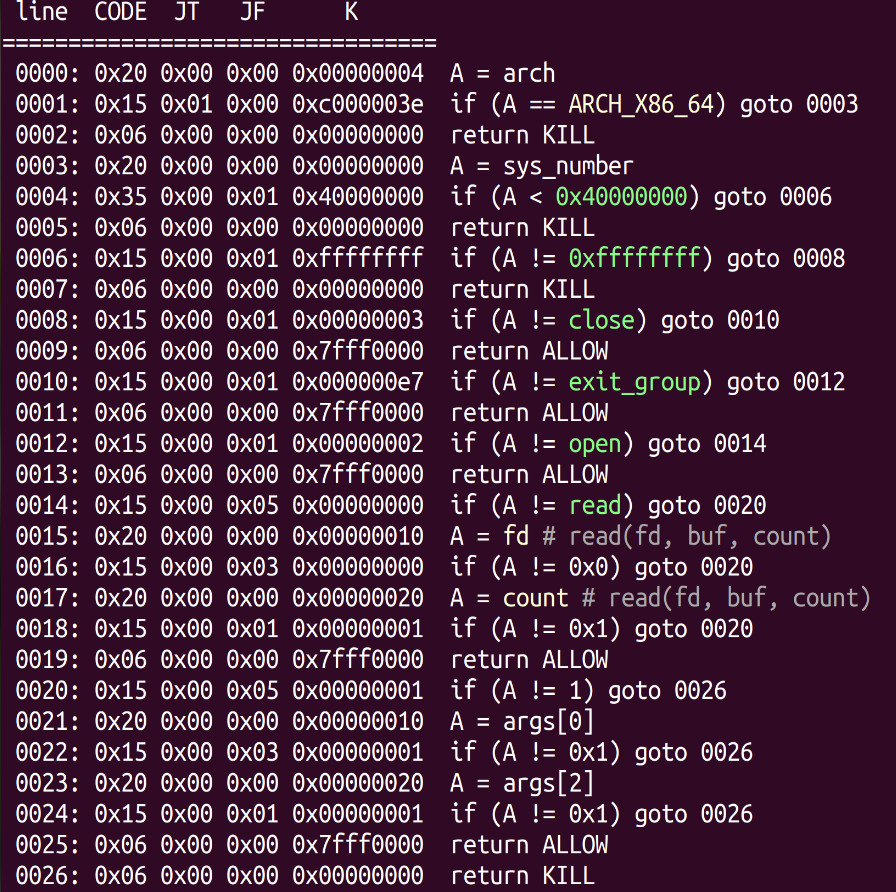 line CODE JT JF K
=================================
0000: 0x20 0x00 0x00 0x00000004 A = arch
0001: 0x15 0x01 0x00 0xc000003e if (A == ARCH_X86_64) goto 0003
0002: 0x06 0x00 0x00 0x00000000 return KILL
0003: 0x20 0x00 0x00 0x00000000 A = sys_number
0004: 0x35 0x00 0x01 0x40000000 if (A < 0x40000000) goto 0006
0005: 0x06 0x00 0x00 0x00000000 return KILL
0006: 0x15 0x00 0x01 0xffffffff if (A != 0xffffffff) goto 0008
0007: 0x06 0x00 0x00 0x00000000 return KILL
0008: 0x15 0x00 0x01 0x00000003 if (A != close) goto 0010
0009: 0x06 0x00 0x00 0x7fff0000 return ALLOW
0010: 0x15 0x00 0x01 0x000000e7 if (A != exit_group) goto 0012
0011: 0x06 0x00 0x00 0x7fff0000 return ALLOW
0012: 0x15 0x00 0x01 0x00000002 if (A != open) goto 0014
0013: 0x06 0x00 0x00 0x7fff0000 return ALLOW
0014: 0x15 0x00 0x05 0x00000000 if (A != read) goto 0020
0015: 0x20 0x00 0x00 0x00000010 A = fd # read(fd, buf, count)
0016: 0x15 0x00 0x03 0x00000000 if (A != 0x0) goto 0020
0017: 0x20 0x00 0x00 0x00000020 A = count # read(fd, buf, count)
0018: 0x15 0x00 0x01 0x00000001 if (A != 0x1) goto 0020
0019: 0x06 0x00 0x00 0x7fff0000 return ALLOW
0020: 0x15 0x00 0x05 0x00000001 if (A != 1) goto 0026
0021: 0x20 0x00 0x00 0x00000010 A = args[0]
0022: 0x15 0x00 0x03 0x00000001 if (A != 0x1) goto 0026
0023: 0x20 0x00 0x00 0x00000020 A = args[2]
0024: 0x15 0x00 0x01 0x00000001 if (A != 0x1) goto 0026
0025: 0x06 0x00 0x00 0x7fff0000 return ALLOW
0026: 0x06 0x00 0x00 0x00000000 return KILL